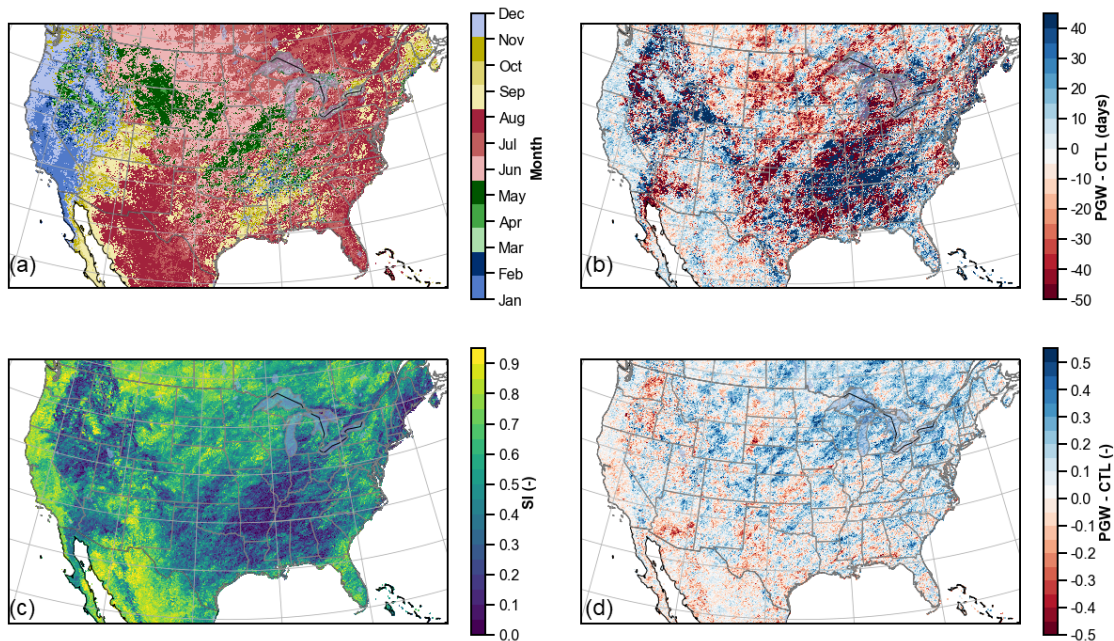 Dec
Nov
Oct
Sep
Aug
Jul
Jun
May
Apr
Mar
Feb
Jan
Month
(a)
40
30
20
10
0
-10
-20
-30
-40
-50
PGW - CTL (days)
(b)
0.9
0.8
0.7
0.6
0.5
0.4
0.3
0.2
0.1
0.0
SI (-)
(c)
0.5
0.4
0.3
0.2
0.1
0.0
-0.1
-0.2
-0.3
-0.4
-0.5
PGW - CTL (-)
(d)